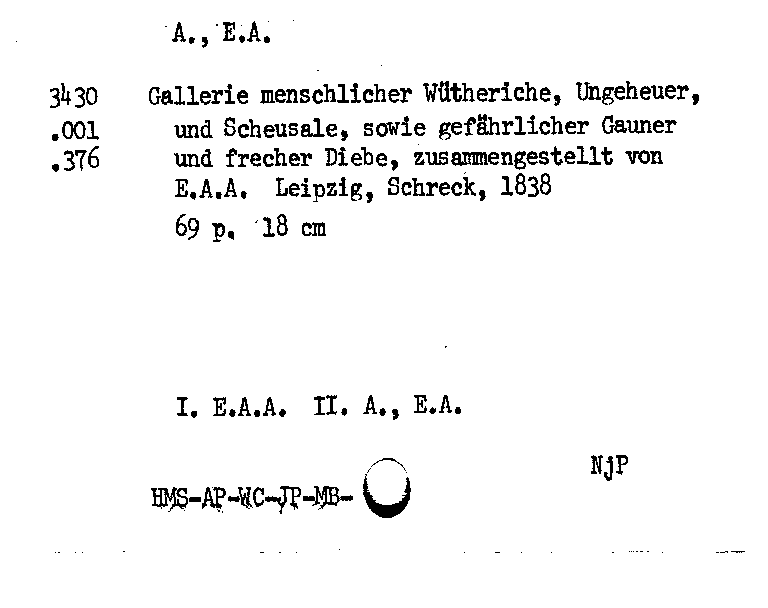 A., E.A.
3430 Gallerie menschlicher Wütheriche, Ungeheuer,
.001 und Scheusale, sowie gefährlicher Gauner
.376 und frecher Diebe, zusammengestellt von
E.A.A. Leipzig, Schreck, 1838
69 p. 18 cm
I. E.A.A. II. A., E.A.
NjP
HMS-AP-WC-JP-MB-